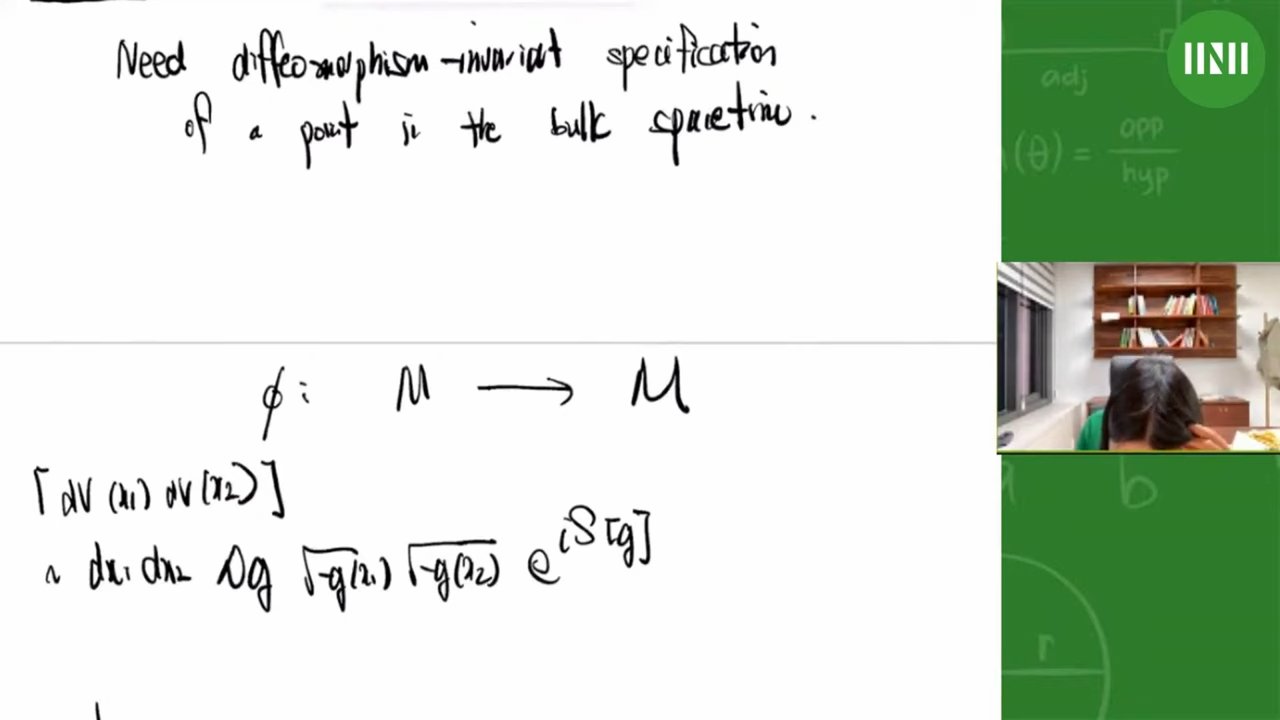 Need diffeomorphism-invariant specification
of a point in the bulk spacetime.
φ: M ⟶ M
[dV(x₁) dV(x₂)]
~ dx₁ dx₂ Dg √-g(x₁) √-g(x₂) e^{iS[g]}
adj
(θ) = opp/hyp
b
r